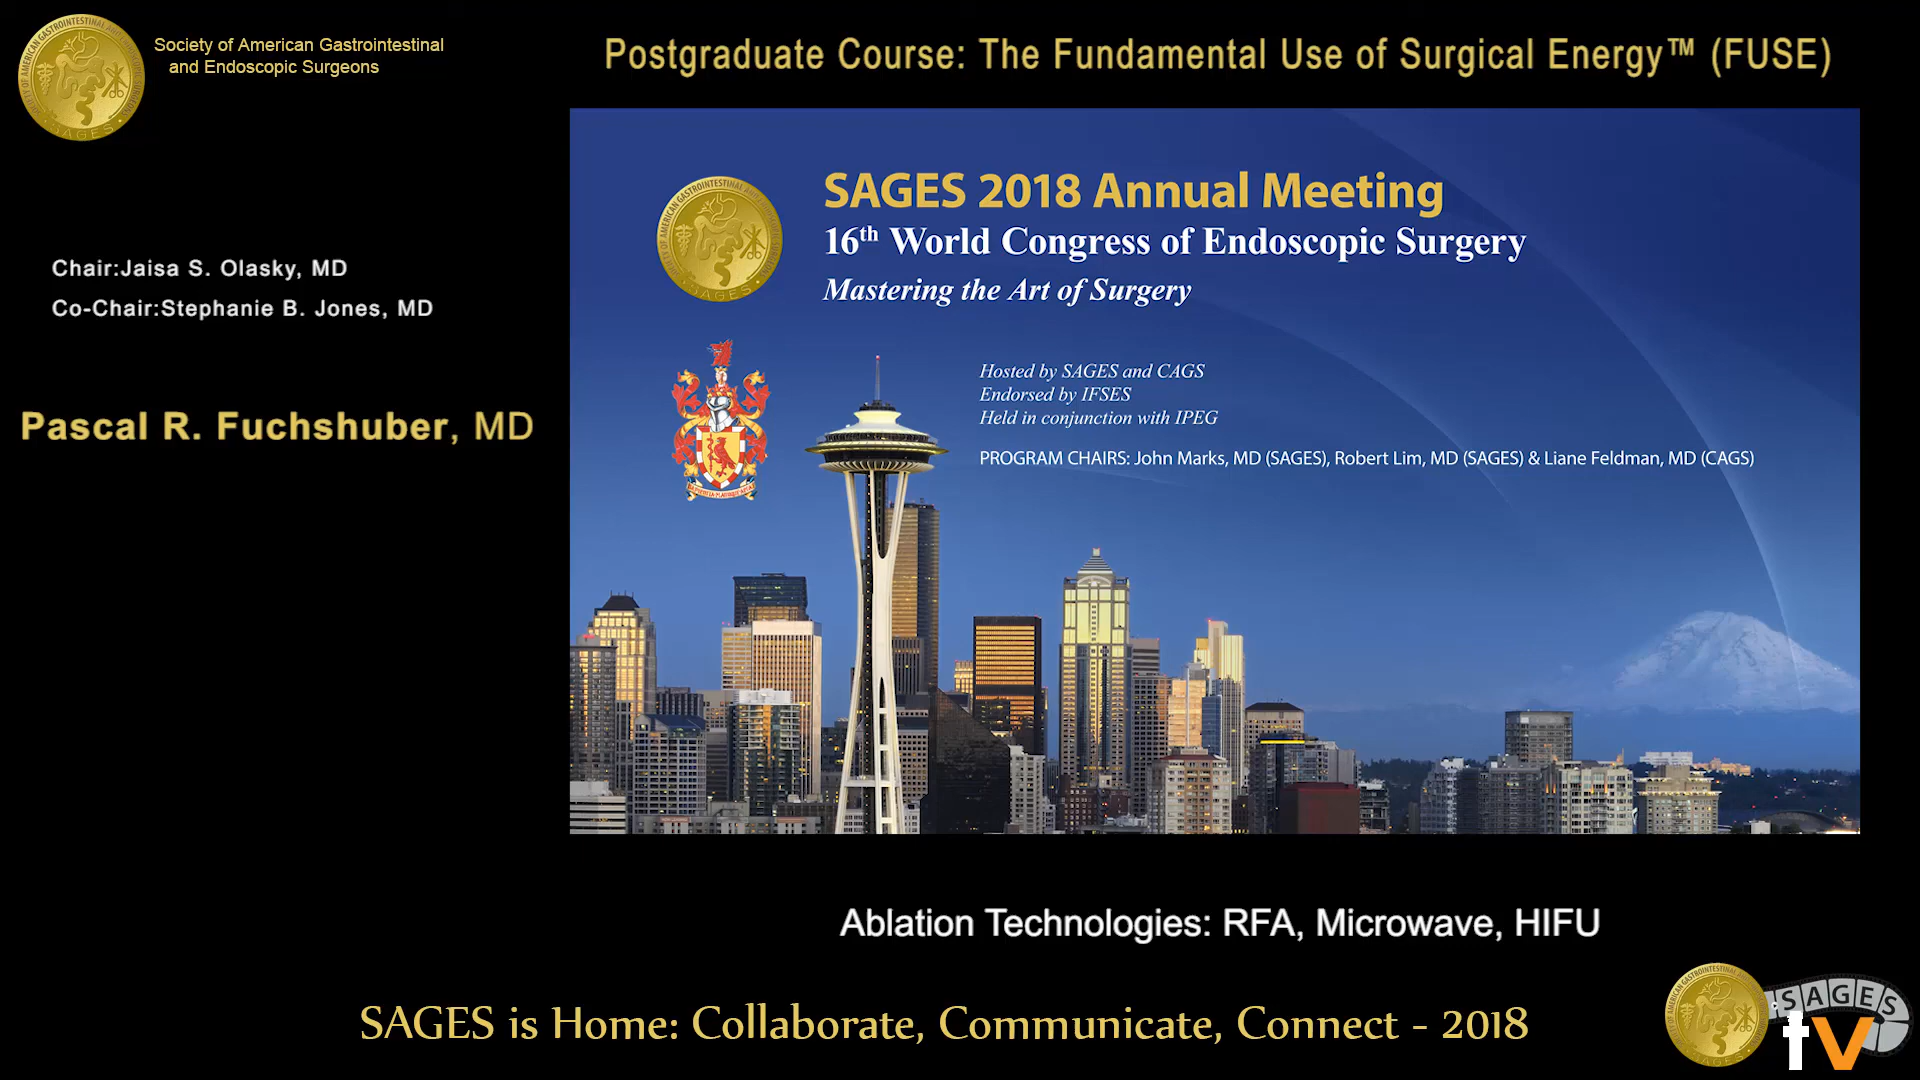 Society of American Gastrointestinal
and Endoscopic Surgeons
Postgraduate Course: The Fundamental Use of Surgical Energy™ (FUSE)
SAGES
Chair:Jaisa S. Olasky, MD
Co-Chair:Stephanie B. Jones, MD
Pascal R. Fuchshuber, MD
SAGES 2018 Annual Meeting
16th World Congress of Endoscopic Surgery
Mastering the Art of Surgery
SAGES
Hosted by SAGES and CAGS
Endorsed by IFSES
Held in conjunction with IPEG
PROGRAM CHAIRS: John Marks, MD (SAGES), Robert Lim, MD (SAGES) & Liane Feldman, MD (CAGS)
Ablation Technologies: RFA, Microwave, HIFU
SAGES is Home: Collaborate, Communicate, Connect - 2018
SAGES
SAGES
tv